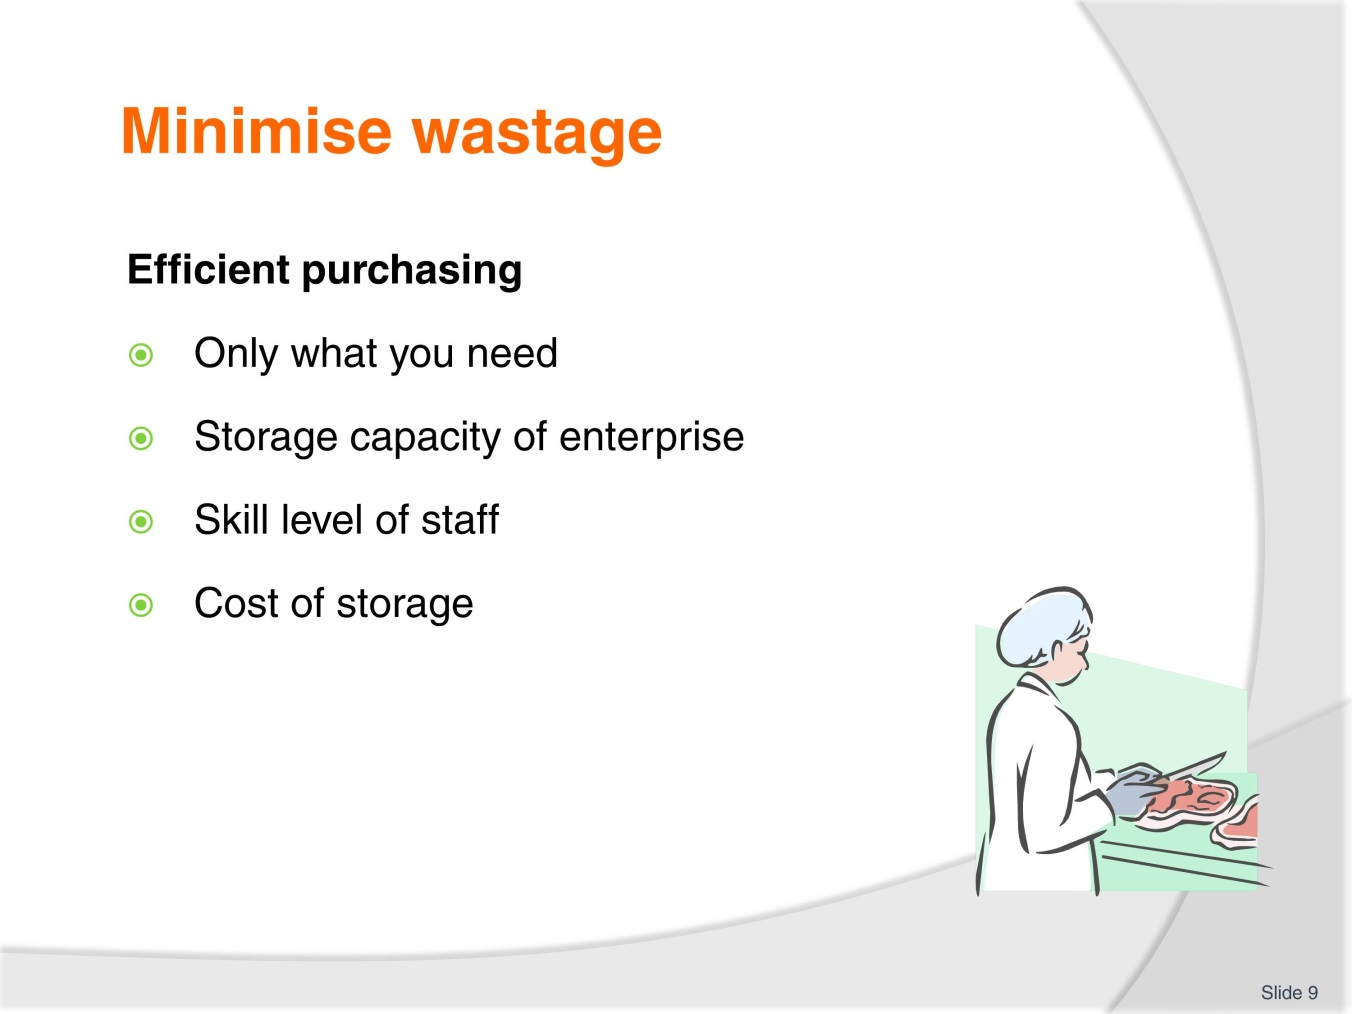 Minimise wastage
Efficient purchasing
Only what you need
Storage capacity of enterprise
Skill level of staff
Cost of storage
Slide 9